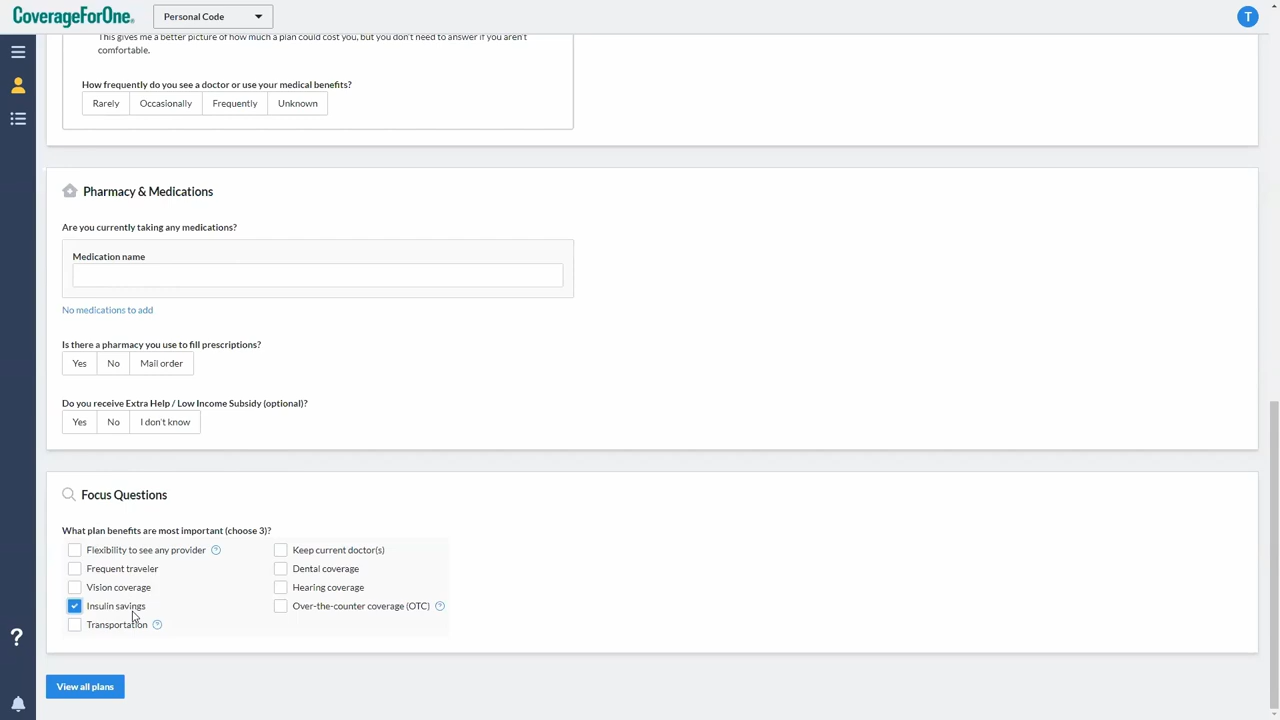 CoverageForOne
Personal Code
T
This gives me a better picture of how much a plan could cost you, but you don't need to answer if you aren't
comfortable.
How frequently do you see a doctor or use your medical benefits?
Rarely Occasionally Frequently Unknown
Pharmacy & Medications
Are you currently taking any medications?
Medication name
No medications to add
Is there a pharmacy you use to fill prescriptions?
Yes No Mail order
Do you receive Extra Help / Low Income Subsidy (optional)?
Yes No I don't know
Focus Questions
What plan benefits are most important (choose 3)?
Flexibility to see any provider ? Keep current doctor(s)
Frequent traveler Dental coverage
Vision coverage Hearing coverage
Insulin savings Over-the-counter coverage (OTC) ?
Transportation ?
?
View all plans